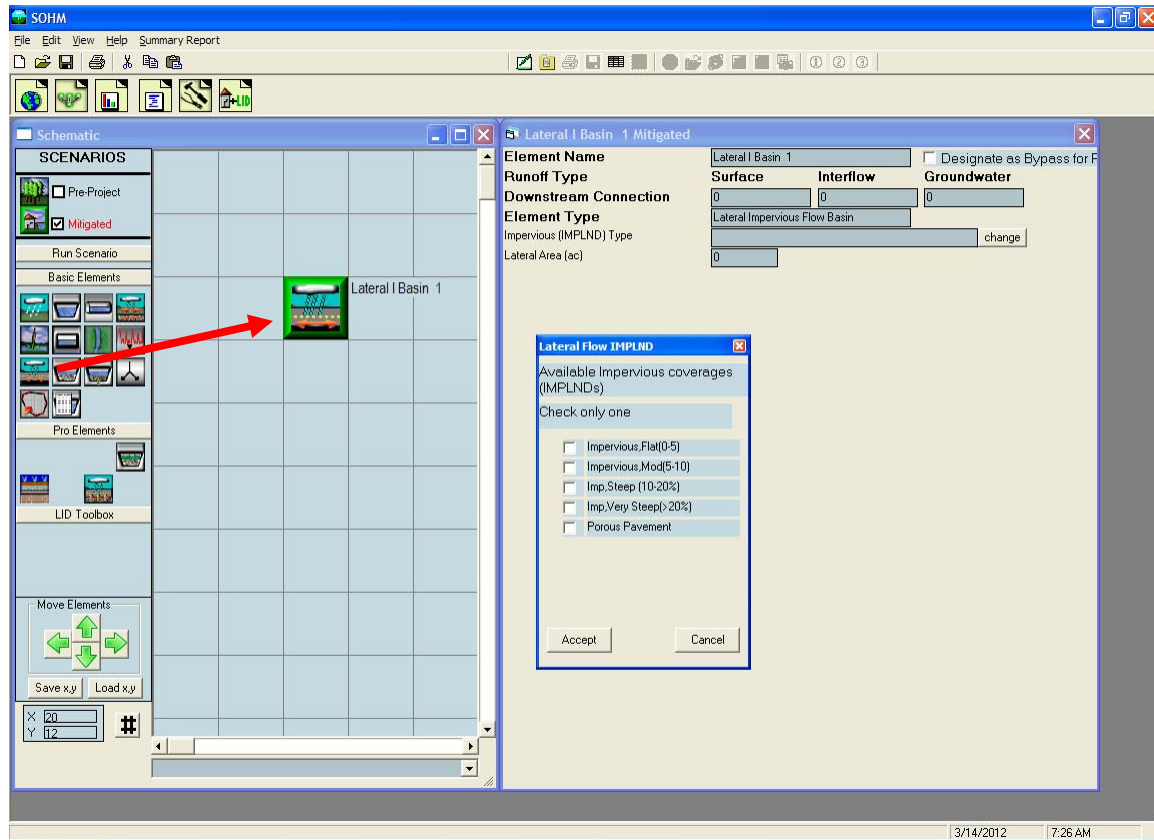 SOHM
File Edit View Help Summary Report
Schematic
SCENARIOS
Pre-Project
Mitigated
Run Scenario
Basic Elements
Pro Elements
LID Toolbox
Move Elements
Save x,y Load x,y
X 20
Y 12
Lateral I Basin 1
Lateral I Basin 1 Mitigated
Element Name Lateral I Basin 1 Designate as Bypass for P
Runoff Type Surface Interflow Groundwater
Downstream Connection 0 0 0
Element Type Lateral Impervious Flow Basin
Impervious (IMPLND) Type change
Lateral Area (ac) 0
Lateral Flow IMPLND
Available Impervious coverages
(IMPLNDs)
Check only one
Impervious,Flat(0-5)
Impervious,Mod(5-10)
Imp,Steep (10-20%)
Imp,Very Steep(>20%)
Porous Pavement
Accept Cancel
3/14/2012 7:26 AM